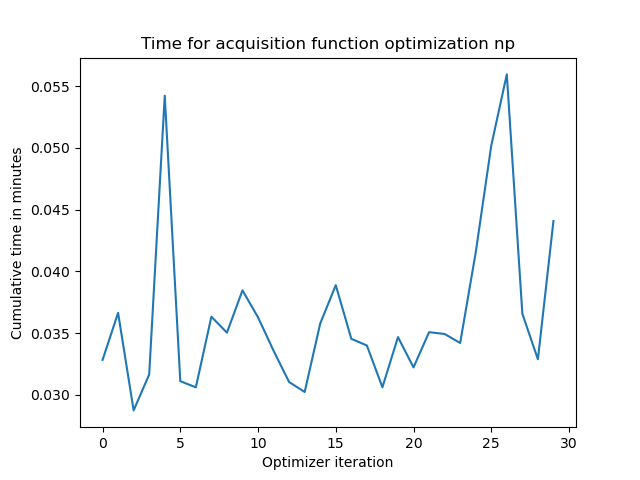 Time for acquisition function optimization np
0.055
0.050
0.045
0.040
0.035
0.030
Cumulative time in minutes
0 5 10 15 20 25 30
Optimizer iteration